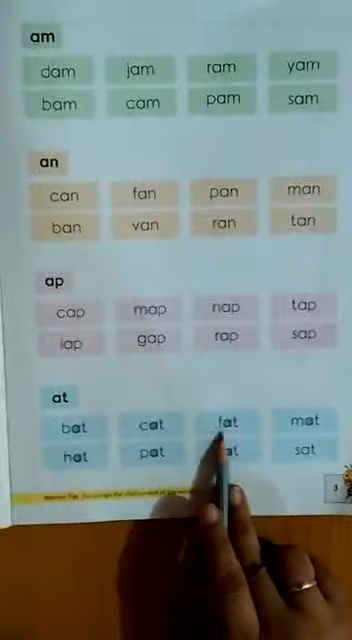 am
dam jam ram yam
bam cam pam sam
an
can fan pan man
ban van ran tan
ap
cap map nap tap
lap gap rap sap
at
bat cat fat mat
hat pat sat
3